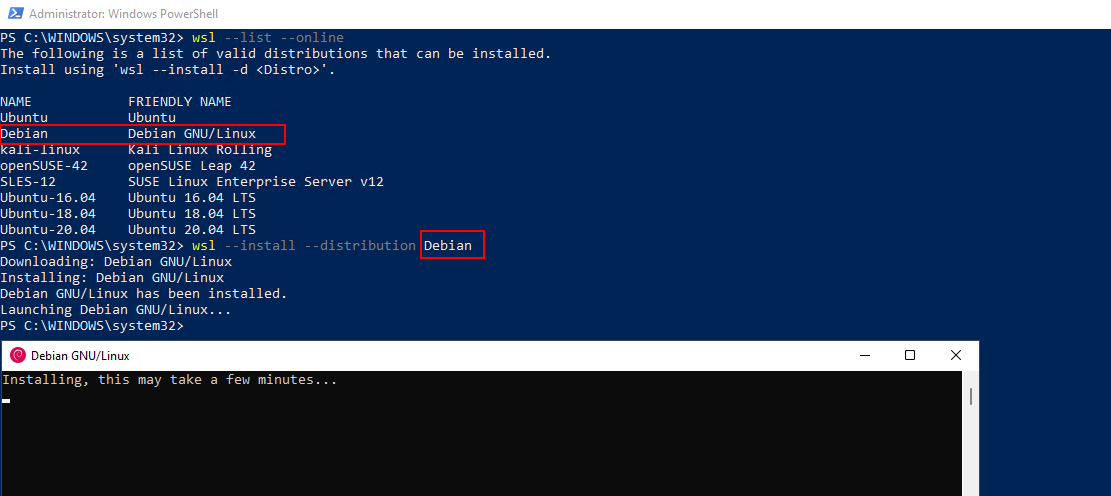 Administrator: Windows PowerShell
PS C:\WINDOWS\system32> wsl --list --online
The following is a list of valid distributions that can be installed.
Install using 'wsl --install -d <Distro>'.
NAME            FRIENDLY NAME
Ubuntu          Ubuntu
Debian          Debian GNU/Linux
kali-linux      Kali Linux Rolling
openSUSE-42     openSUSE Leap 42
SLES-12         SUSE Linux Enterprise Server v12
Ubuntu-16.04    Ubuntu 16.04 LTS
Ubuntu-18.04    Ubuntu 18.04 LTS
Ubuntu-20.04    Ubuntu 20.04 LTS
PS C:\WINDOWS\system32> wsl --install --distribution Debian
Downloading: Debian GNU/Linux
Installing: Debian GNU/Linux
Debian GNU/Linux has been installed.
Launching Debian GNU/Linux...
PS C:\WINDOWS\system32>
Debian GNU/Linux
Installing, this may take a few minutes...